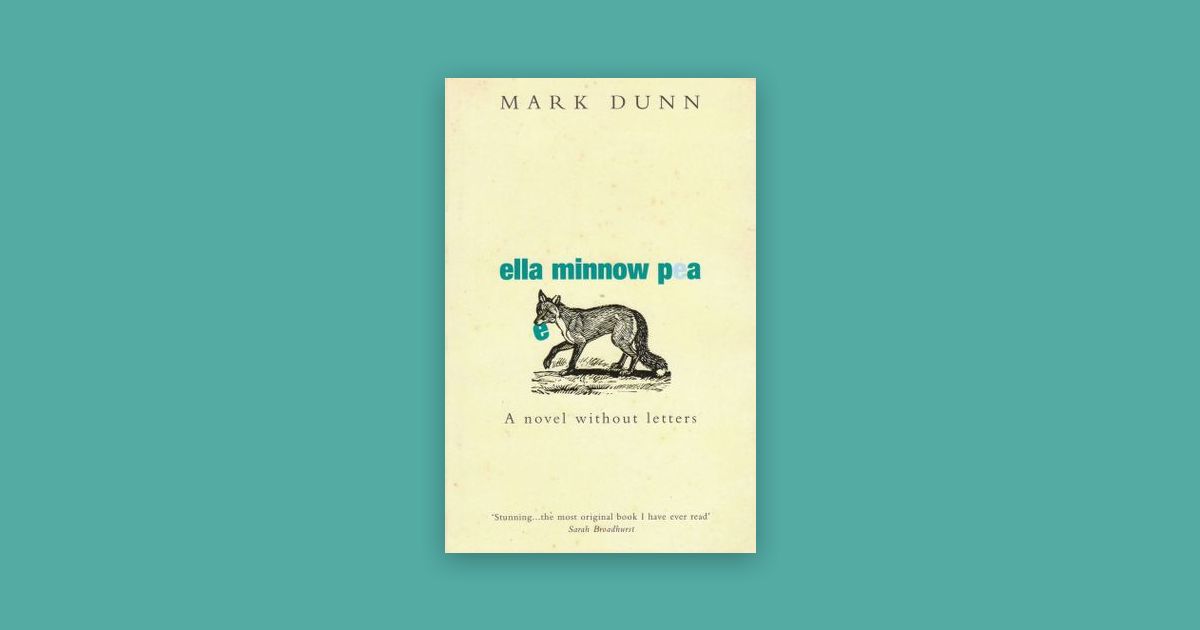 MARK DUNN
ella minnow pea
e
A novel without letters
‘Stunning...the most original book I have ever read’
Sarah Broadhurst